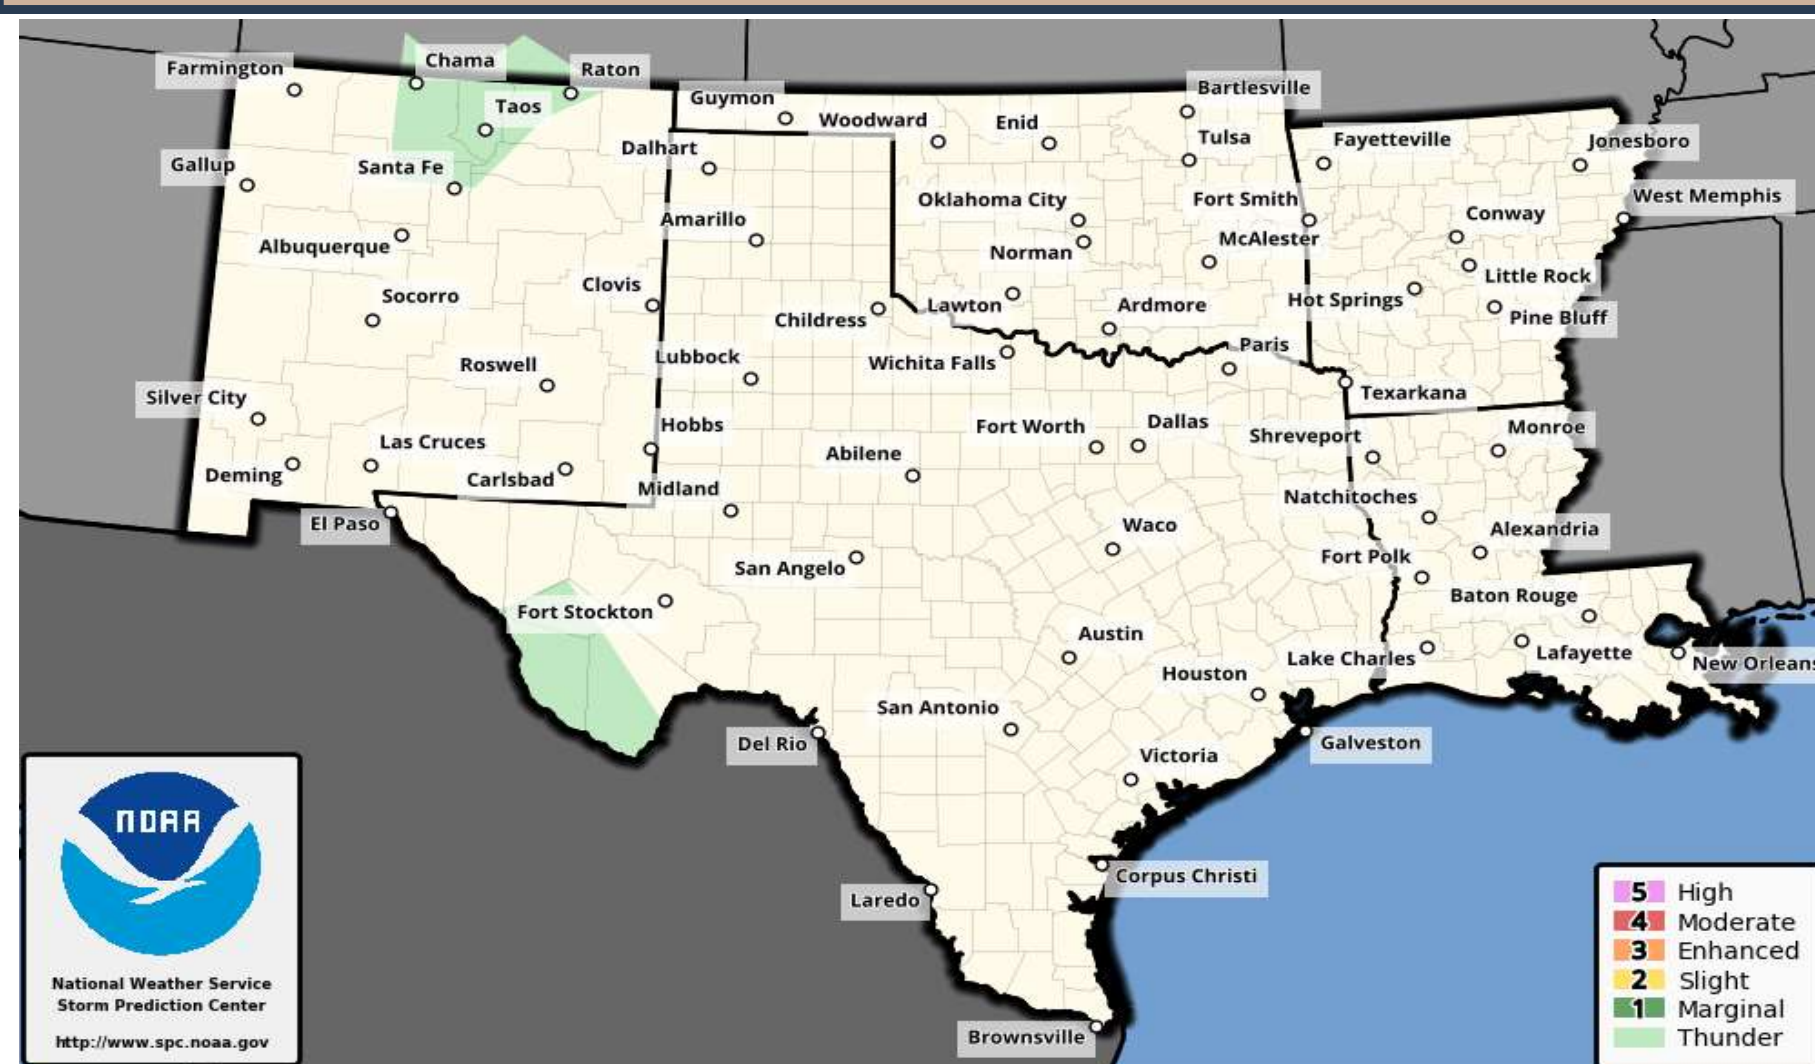 Farmington
Chama
Raton
Taos
Guymon
Woodward
Enid
Bartlesville
Tulsa
Fayetteville
Jonesboro
Gallup
Santa Fe
Dalhart
Amarillo
Oklahoma City
Fort Smith
West Memphis
Conway
Albuquerque
Norman
McAlester
Little Rock
Socorro
Clovis
Childress
Lawton
Ardmore
Hot Springs
Pine Bluff
Roswell
Lubbock
Wichita Falls
Paris
Texarkana
Silver City
Hobbs
Fort Worth
Dallas
Shreveport
Monroe
Las Cruces
Abilene
Deming
Carlsbad
Midland
Natchitoches
El Paso
Waco
Alexandria
San Angelo
Fort Polk
Fort Stockton
Baton Rouge
Austin
Houston
Lake Charles
Lafayette
New Orleans
San Antonio
Del Rio
Victoria
Galveston
Laredo
Corpus Christi
Brownsville
NOAA
National Weather Service
Storm Prediction Center
http://www.spc.noaa.gov
5 High
4 Moderate
3 Enhanced
2 Slight
1 Marginal
Thunder